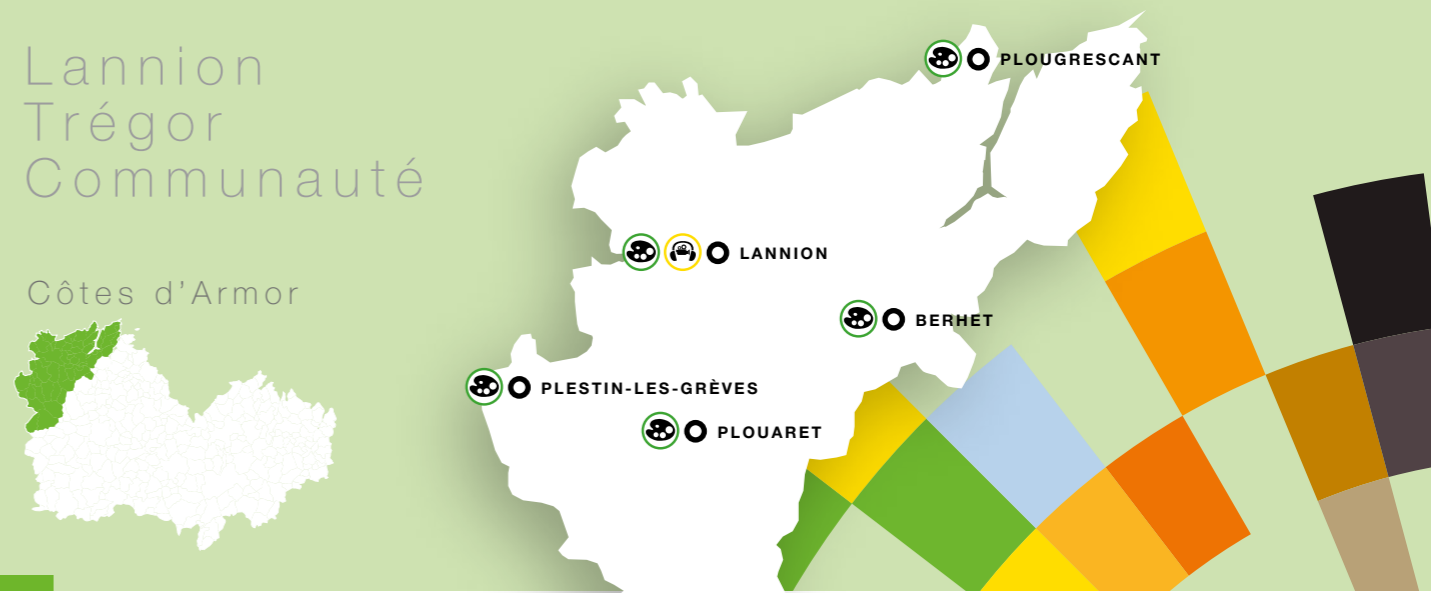 Lannion
Trégor
Communauté
Côtes d'Armor
PLOUGRESCANT
LANNION
BERHET
PLESTIN-LES-GRÈVES
PLOUARET